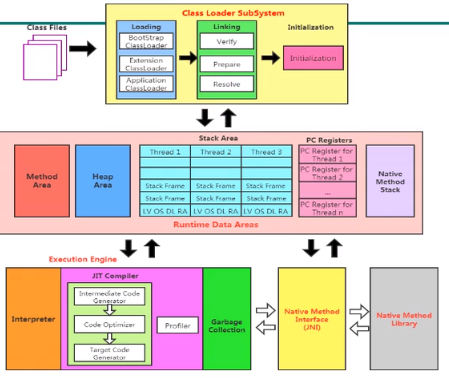 Class Loader SubSystem
Class Files
Loading
Linking
Initialization
BootStrap
ClassLoader
Extension
ClassLoader
Application
ClassLoader
Verify
Prepare
Resolve
Initialization
Stack Area
PC Registers
Method
Area
Heap
Area
Thread 1
Thread 2
Thread 3
Stack Frame
Stack Frame
Stack Frame
Stack Frame
Stack Frame
Stack Frame
LV OS DL RA
LV OS DL RA
LV OS DL RA
PC Register for
Thread 1
PC Register for
Thread 2
...
PC Register for
Thread n
Native
Method
Stack
Runtime Data Areas
Execution Engine
Interpreter
JIT Compiler
Intermediate Code
Generator
Code Optimizer
Target Code
Generator
Profiler
Garbage
Collection
Native Method
Interface
(JNI)
Native Method
Library